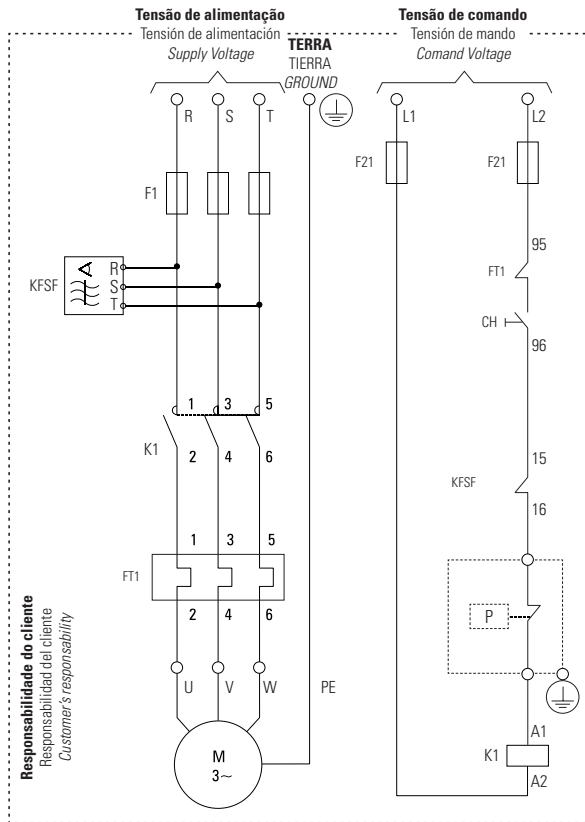 Tensão de alimentação
Tensión de alimentación
Supply Voltage
TERRA
TIERRA
GROUND
Tensão de comando
Tensión de mando
Comand Voltage
R
S
T
L1
L2
F1
F21
F21
KFSF
R
S
T
95
FT1
CH
96
1
3
5
K1
2
4
6
15
KFSF
16
1
3
5
FT1
2
4
6
P
U
V
W
PE
M
3~
A1
K1
A2
Responsabilidade do cliente
Responsabilidad del cliente
Customer's responsability